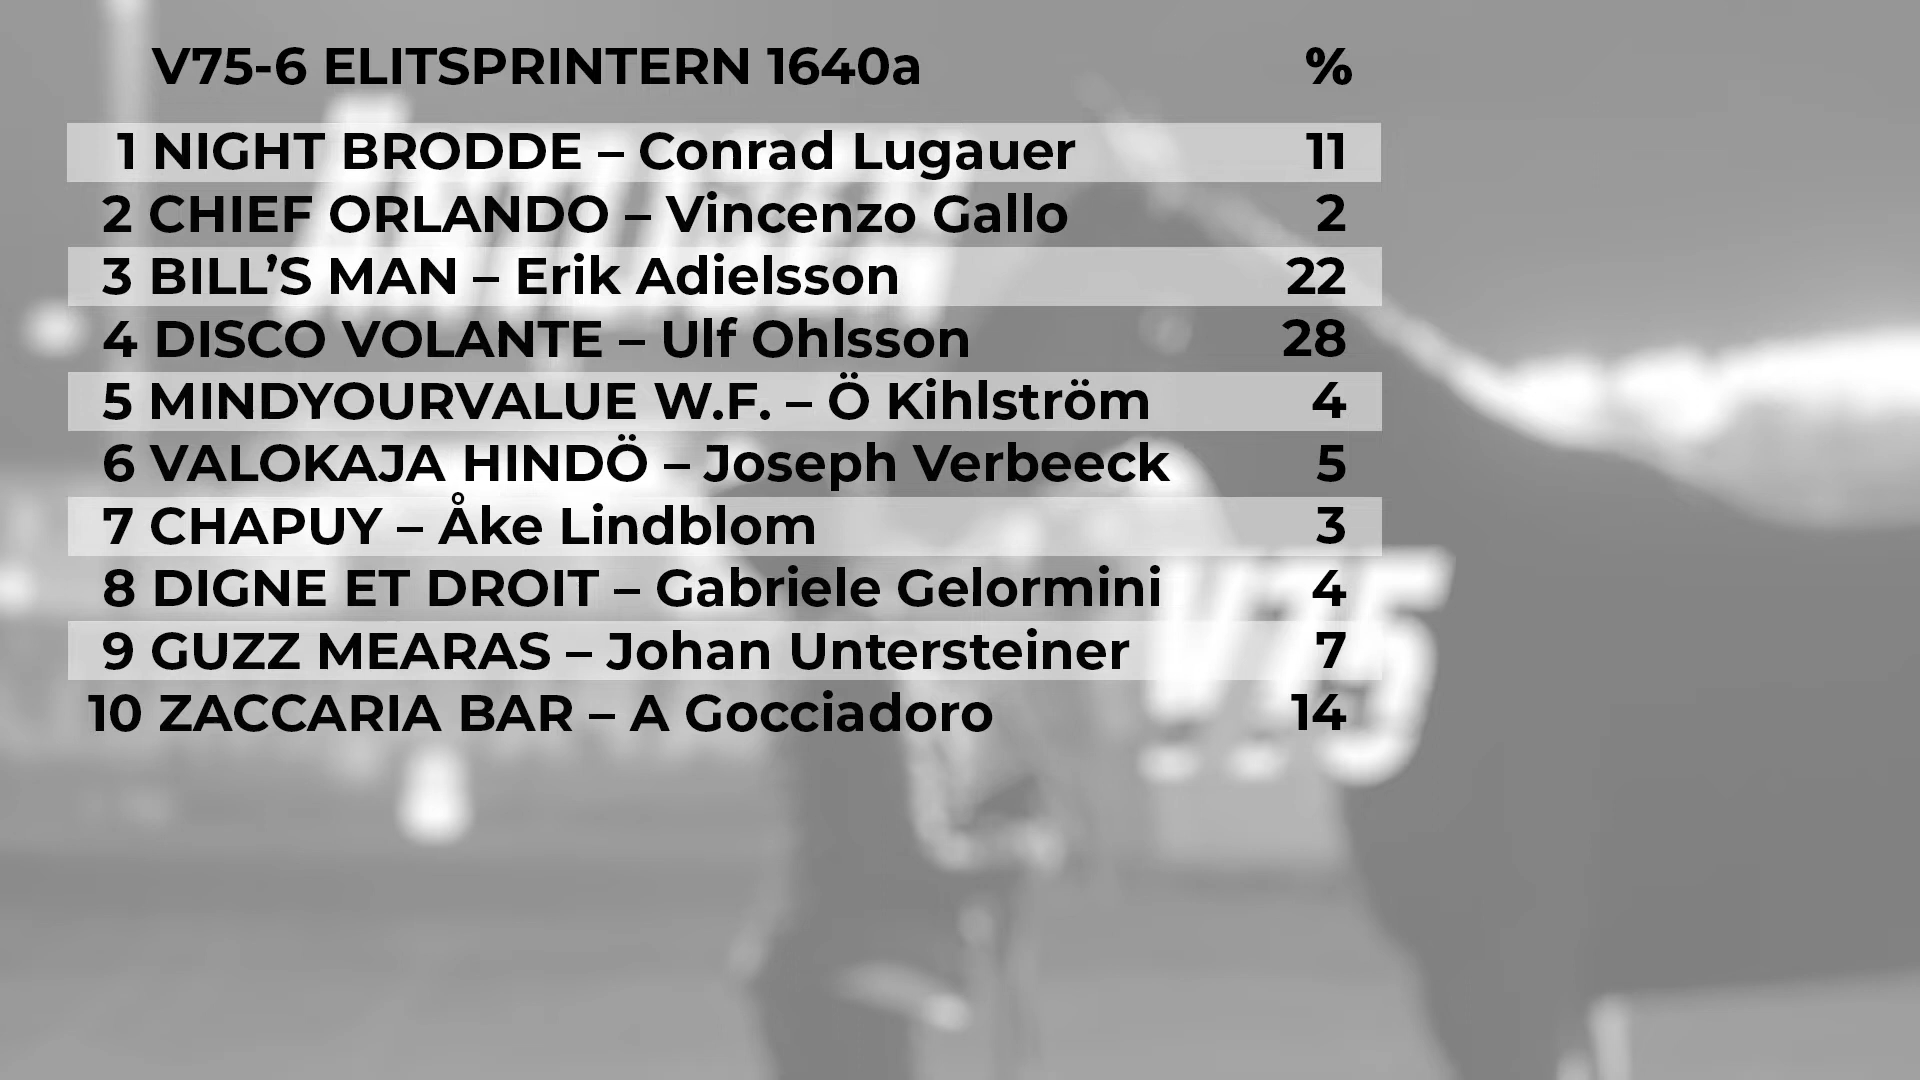 V75-6 ELITSPRINTERN 1640a %
1 NIGHT BRODDE – Conrad Lugauer 11
2 CHIEF ORLANDO – Vincenzo Gallo 2
3 BILL’S MAN – Erik Adielsson 22
4 DISCO VOLANTE – Ulf Ohlsson 28
5 MINDYOURVALUE W.F. – Ö Kihlström 4
6 VALOKAJA HINDÖ – Joseph Verbeeck 5
7 CHAPUY – Åke Lindblom 3
8 DIGNE ET DROIT – Gabriele Gelormini 4
9 GUZZ MEARAS – Johan Untersteiner 7
10 ZACCARIA BAR – A Gocciadoro 14
V75